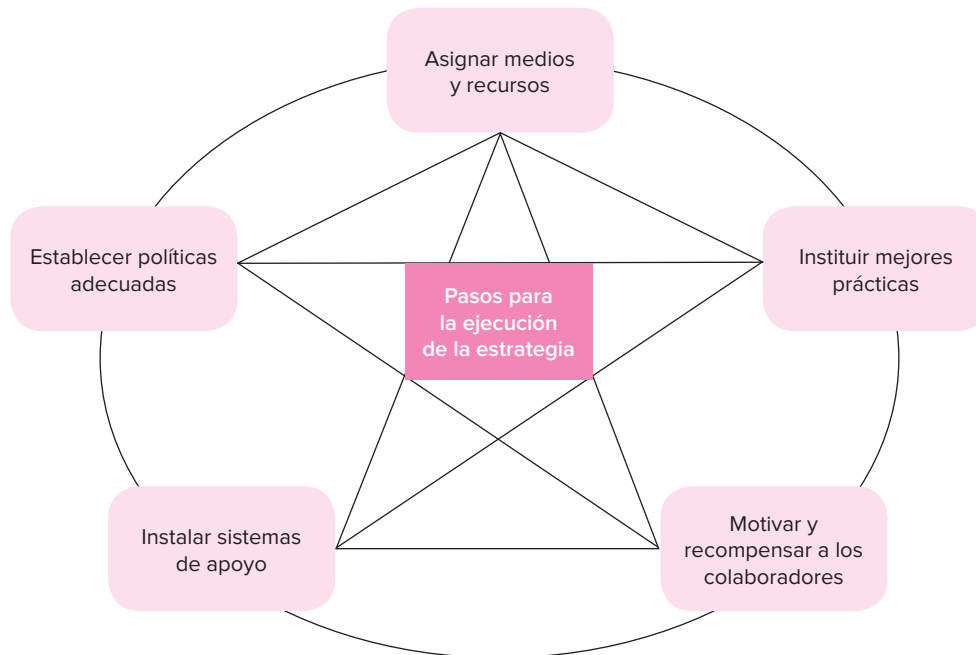 Asignar medios
y recursos
Establecer políticas
adecuadas
Instituir mejores
prácticas
Pasos para
la ejecución
de la estrategia
Instalar sistemas
de apoyo
Motivar y
recompensar a los
colaboradores